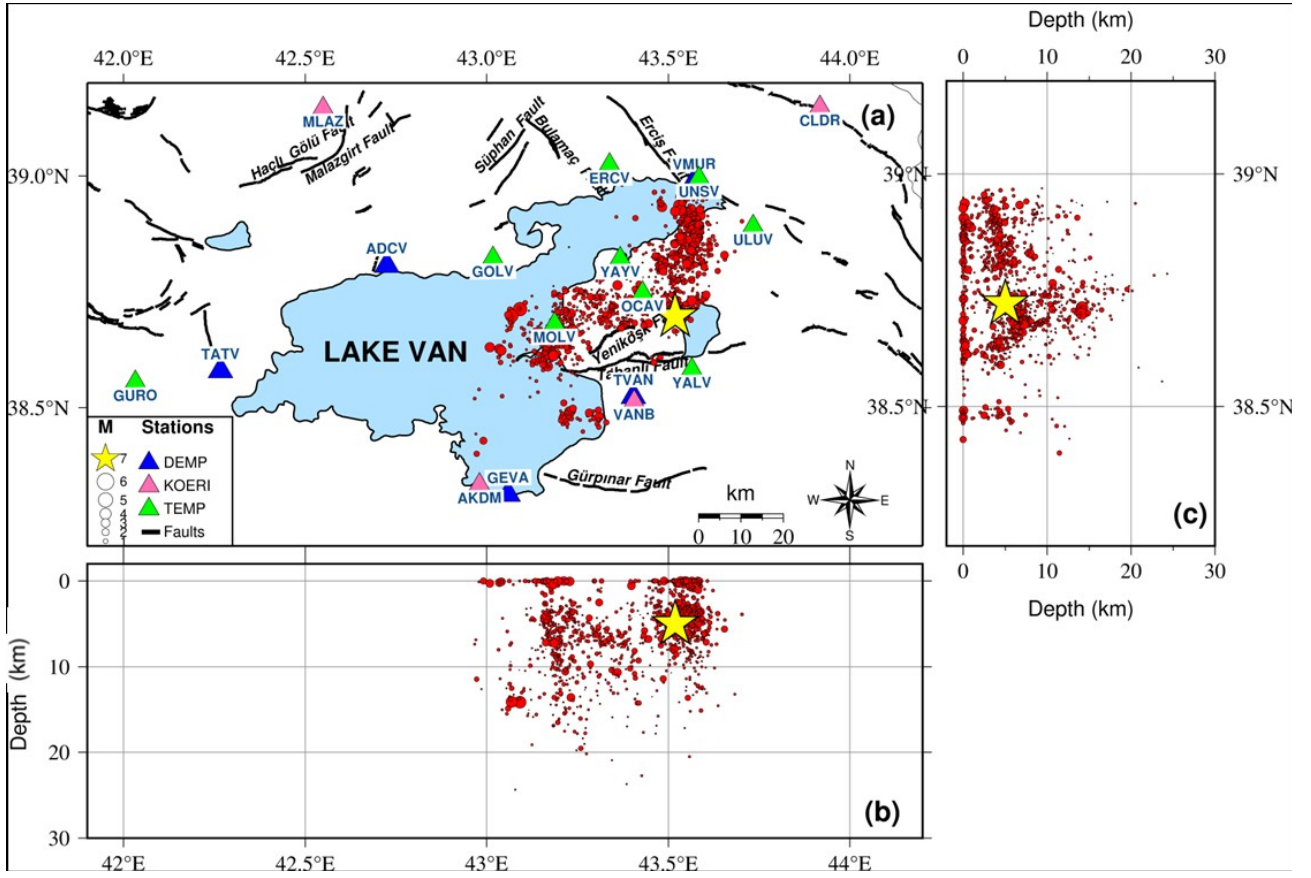 Depth (km)
0 10 20 30
42.0°E 42.5°E 43.0°E 43.5°E 44.0°E
(a)
MLAZ
CLDR
Haçlı Gölü Fault
Malazgirt Fault
Süphan Fault
Bulamaç
Erciş
VMUR
39.0°N
39°N
ERCV
UNSV
ULUV
ADCV
GOLV
YAYV
OCAV
MOLV
LAKE VAN
Yeniköşk
TATV
GURO
Fault
TVAN
YALV
VANB
38.5°N
38.5°N
M Stations
7
6
5
4
3
2
1
DEMP
KOERI
TEMP
Faults
GEVA
AKDM
Gürpınar Fault
km
0 10 20
N
W E
S
(c)
0 10 20 30
Depth (km)
0
10
20
30
Depth (km)
(b)
42°E 42.5°E 43°E 43.5°E 44°E